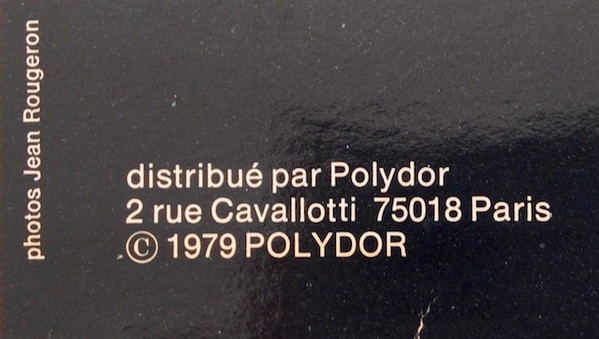 photos Jean Rougeron
distribué par Polydor
2 rue Cavallotti 75018 Paris
© 1979 POLYDOR